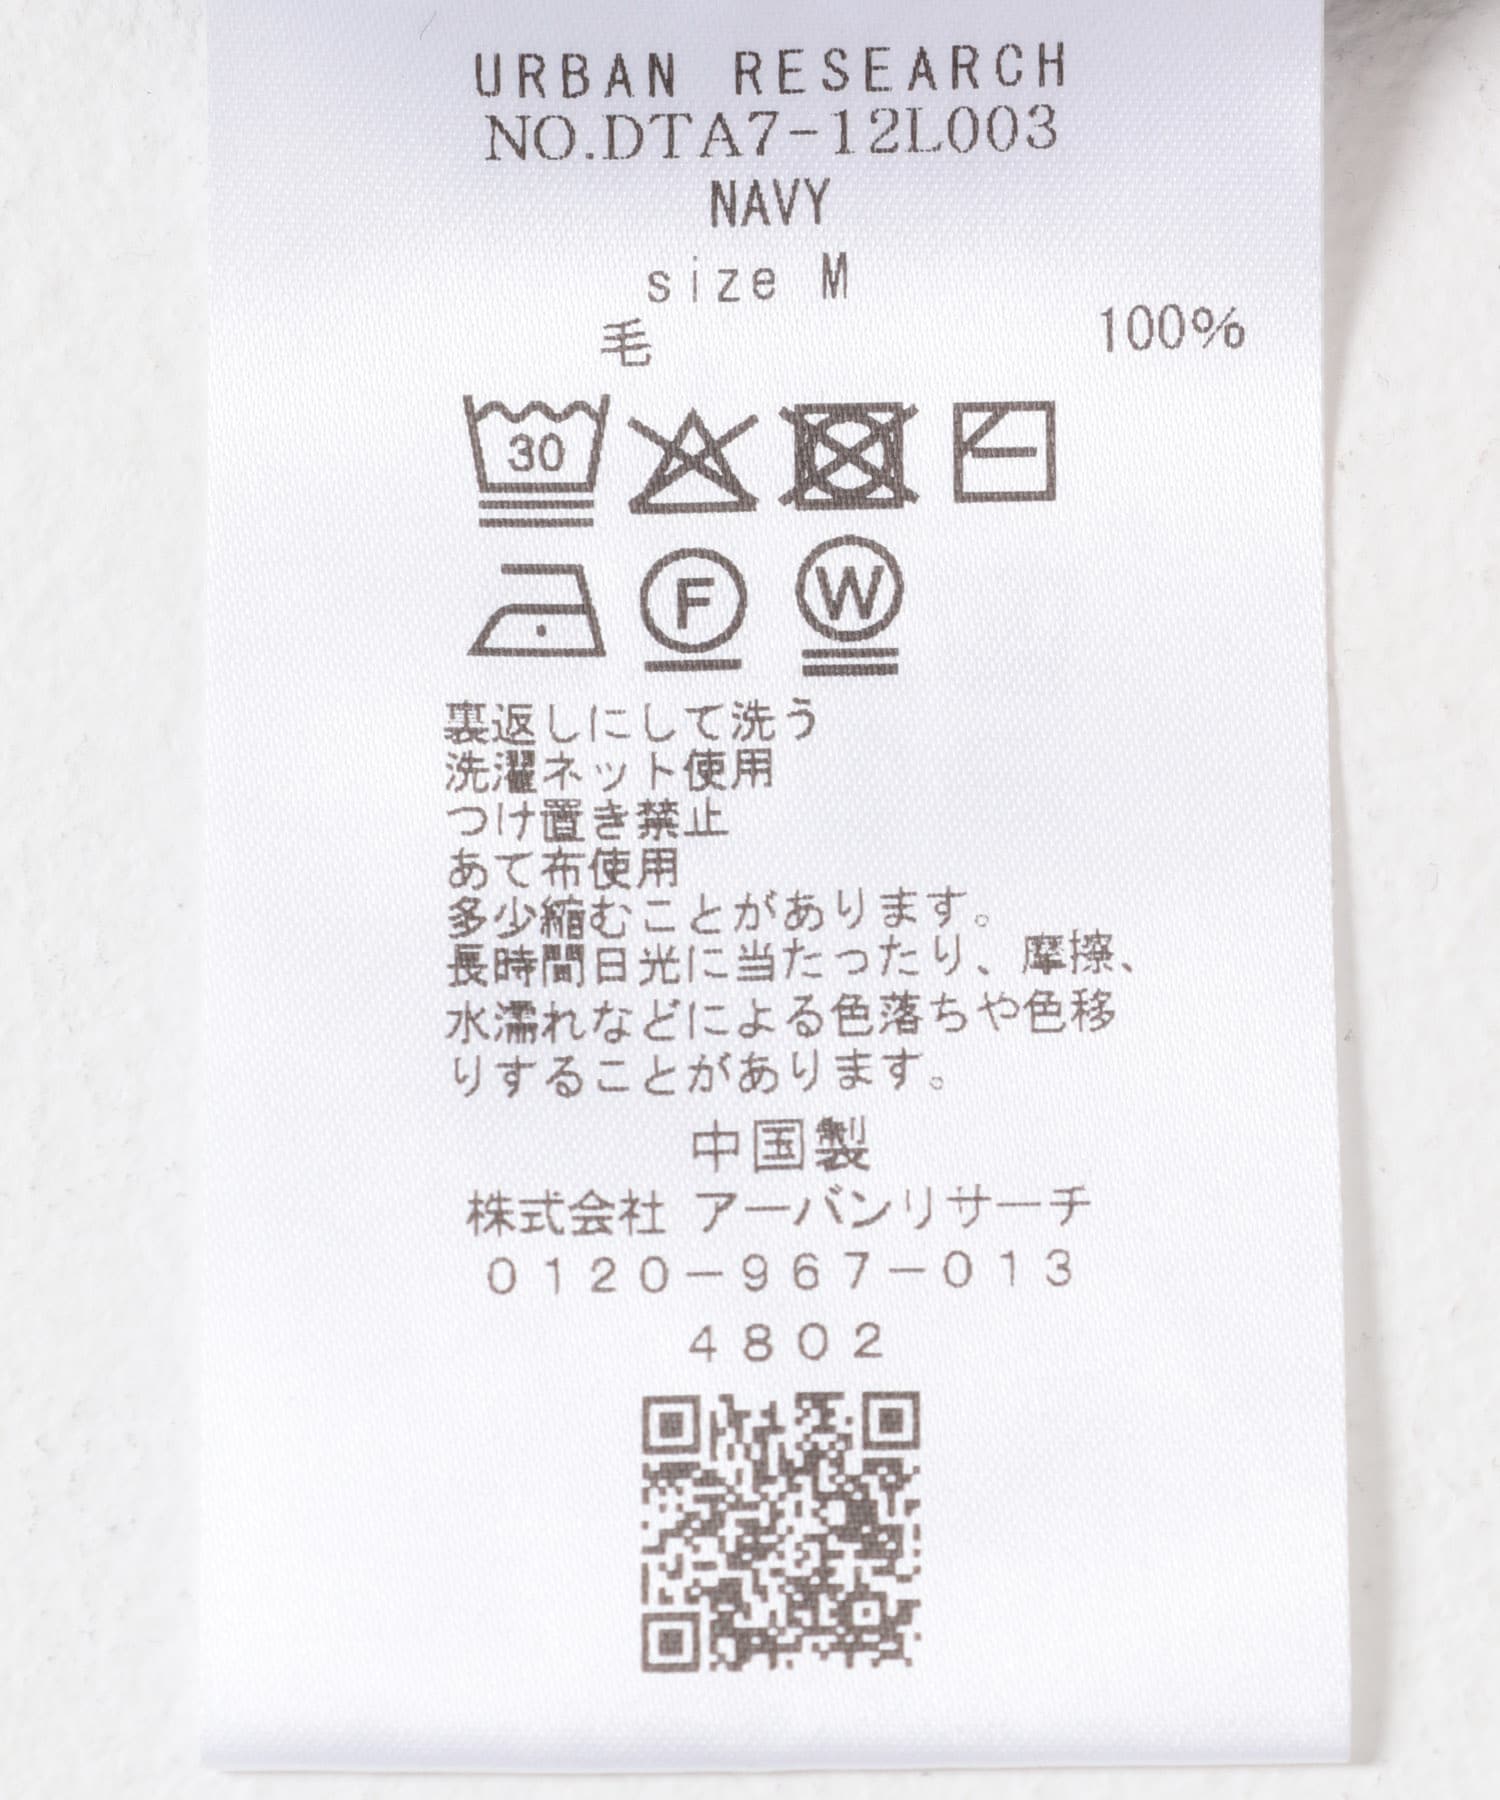 URBAN RESEARCH
NO.DTA7-12L003
NAVY
size M
毛 100%
30
F W
裏返しにして洗う
洗濯ネット使用
つけ置き禁止
あて布使用
多少縮むことがあります。
長時間日光に当たったり、摩擦、
水濡れなどによる色落ちや色移
りすることがあります。
中国製
株式会社 アーバンリサーチ
0120-967-013
4802